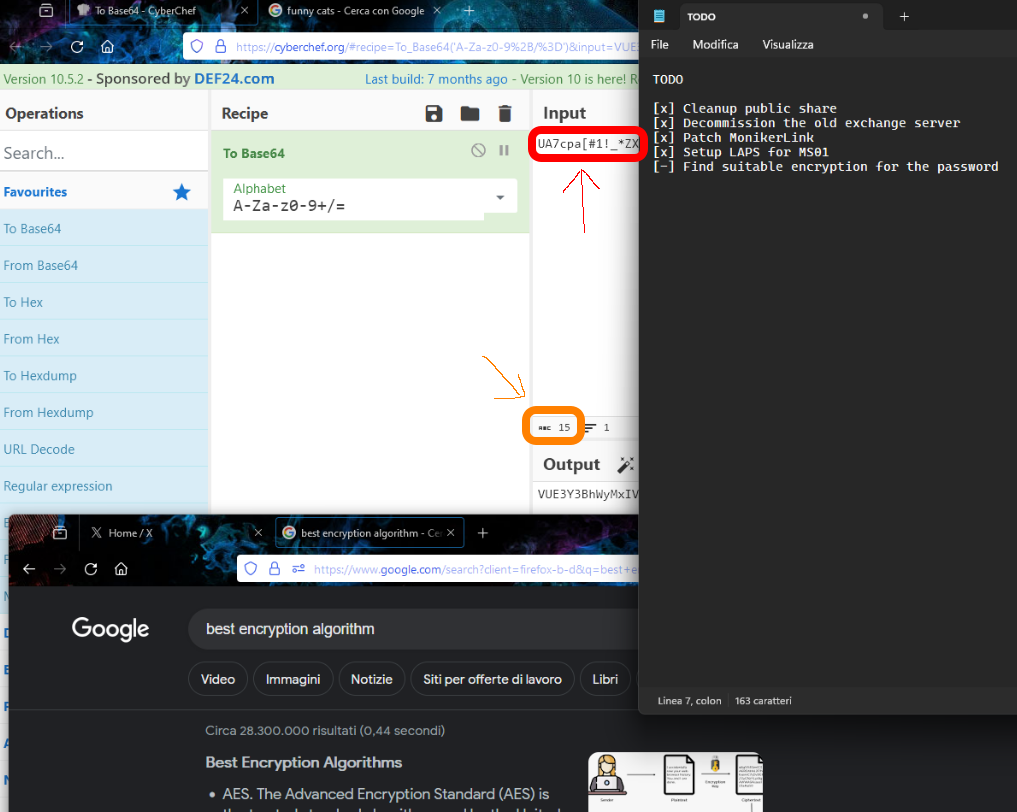 To Base64 - CyberChef
funny cats - Cerca con Google
https://cyberchef.org/#recipe=To_Base64('A-Za-z0-9%2B/%3D')&input=VUE
Version 10.5.2 - Sponsored by DEF24.com
Last build: 7 months ago - Version 10 is here! R
Operations
Search...
Favourites
To Base64
From Base64
To Hex
From Hex
To Hexdump
From Hexdump
URL Decode
Regular expression
Recipe
To Base64
Alphabet
A-Za-z0-9+/=
Input
UA7cpa[#1!_*ZX
ABC 15
1
Output
VUE3Y3BhWyMxIV
TODO
File Modifica Visualizza
TODO
[x] Cleanup public share
[x] Decommission the old exchange server
[x] Patch MonikerLink
[x] Setup LAPS for MS01
[-] Find suitable encryption for the password
Linea 7, colon 163 caratteri
Home / X
best encryption algorithm - Cer
https://www.google.com/search?client=firefox-b-d&q=best+e
Google
best encryption algorithm
Video Immagini Notizie Siti per offerte di lavoro Libri
Circa 28.300.000 risultati (0,44 secondi)
Best Encryption Algorithms
• AES. The Advanced Encryption Standard (AES) is
Sender
Plaintext